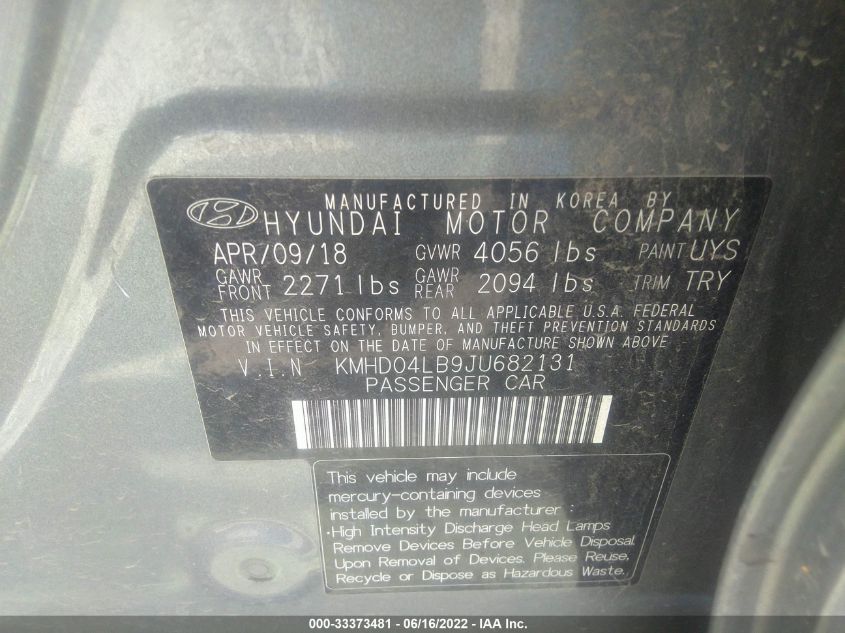 MANUFACTURED IN KOREA BY
HYUNDAI MOTOR COMPANY
APR/09/18 GVWR 4056 lbs PAINT UYS
GAWR FRONT 2271 lbs GAWR REAR 2094 lbs TRIM TRY
THIS VEHICLE CONFORMS TO ALL APPLICABLE U.S.A. FEDERAL
MOTOR VEHICLE SAFETY, BUMPER, AND THEFT PREVENTION STANDARDS
IN EFFECT ON THE DATE OF MANUFACTURE SHOWN ABOVE
V.I.N KMHD04LB9JU682131
PASSENGER CAR
This vehicle may include
mercury-containing devices
installed by the manufacturer :
·High Intensity Discharge Head Lamps
Remove Devices Before Vehicle Disposal.
Upon Removal of Devices. Please Reuse,
Recycle or Dispose as Hazardous Waste.
000-33373481 - 06/16/2022 - © IAA Inc.